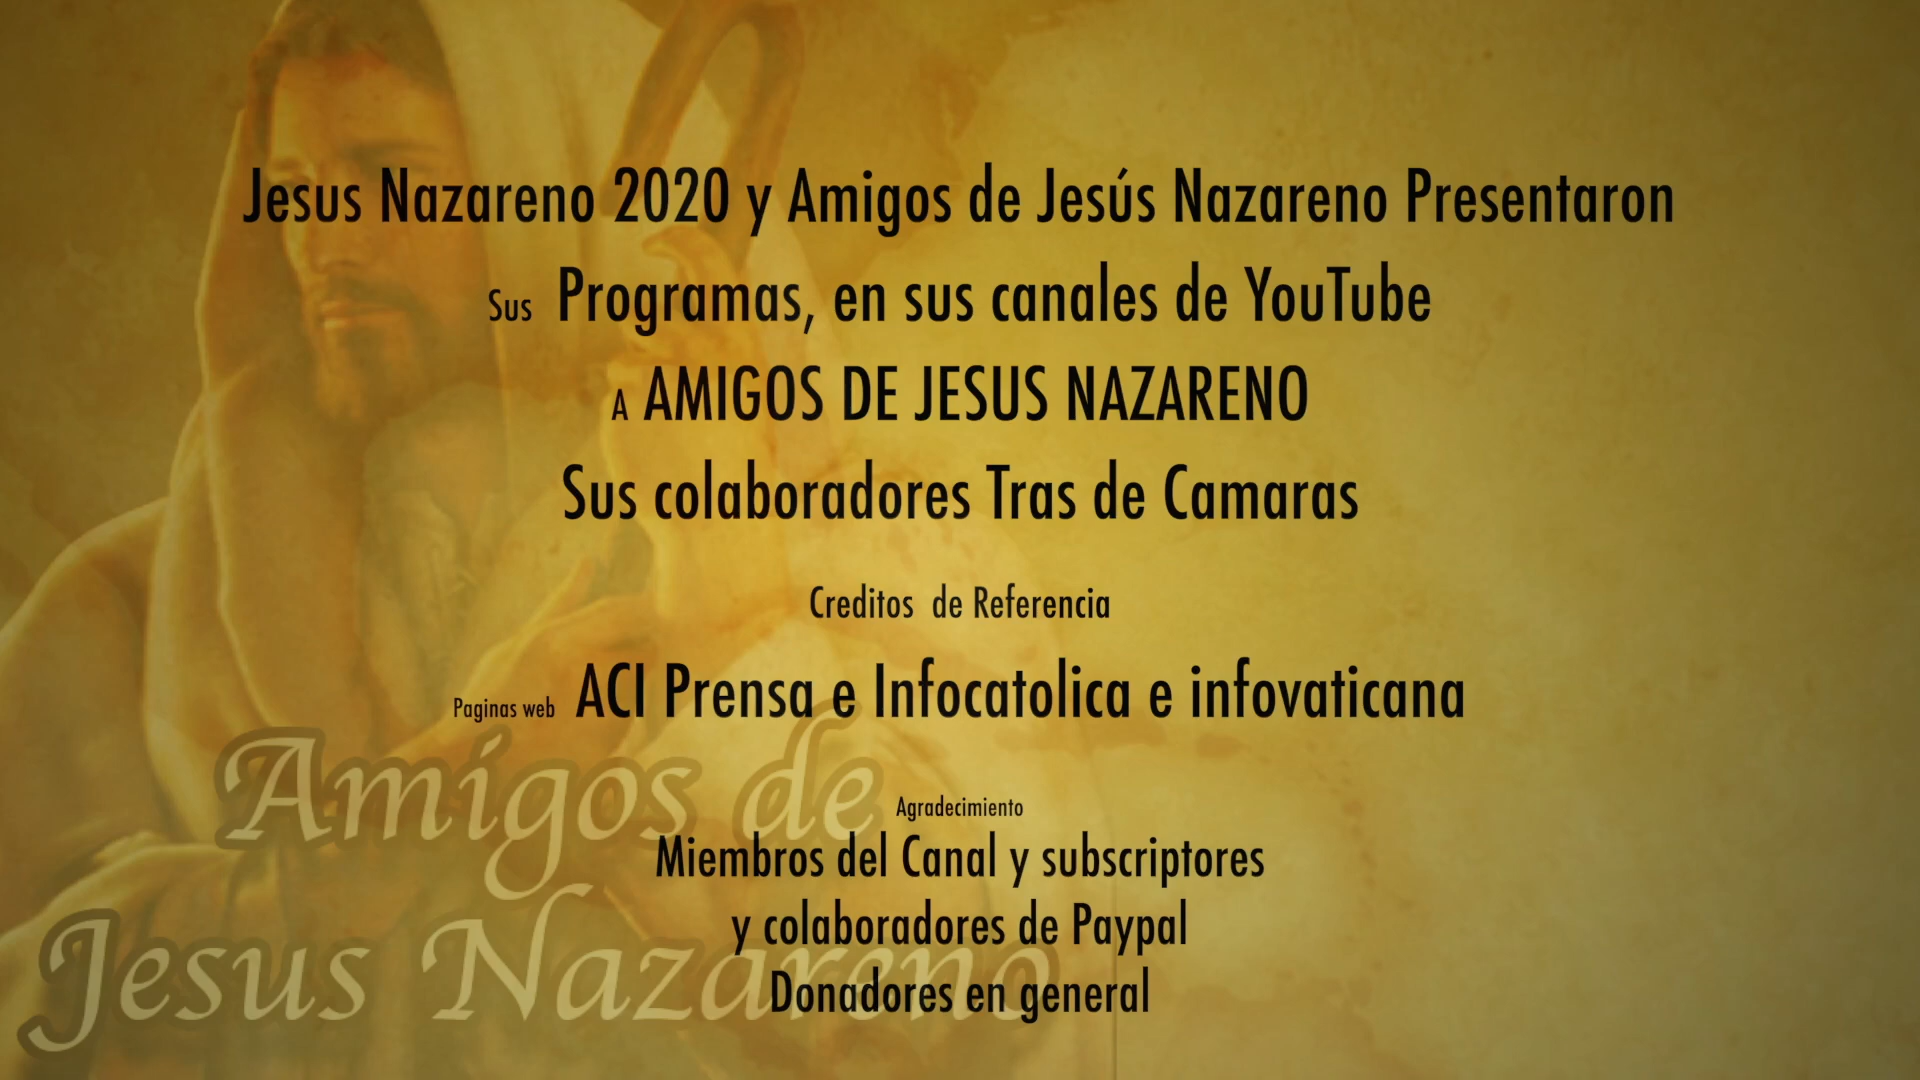 Jesus Nazareno 2020 y Amigos de Jesús Nazareno Presentaron
Sus Programas, en sus canales de YouTube
A AMIGOS DE JESUS NAZARENO
Sus colaboradores Tras de Camaras
Creditos de Referencia
Paginas web ACI Prensa e Infocatolica e infovaticana
Agradecimiento
Miembros del Canal y subscriptores
y colaboradores de Paypal
Donadores en general
Amigos de
Jesus Nazareno